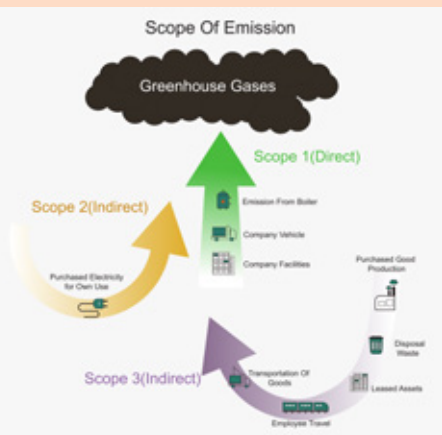 Scope Of Emission
Greenhouse Gases
Scope 1(Direct)
Emission From Boiler
Company Vehicle
Company Facilities
Scope 2(Indirect)
Purchased Electricity
for Own Use
Purchased Good
Production
Disposal
Waste
Leased Assets
Employee Travel
Transportation Of
Goods
Scope 3(Indirect)